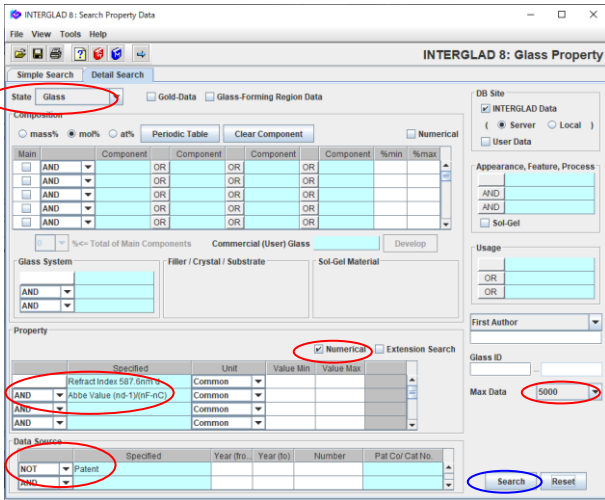 INTERGLAD 8: Search Property Data
File View Tools Help
INTERGLAD 8: Glass Property
Simple Search Detail Search
State Glass Gold-Data Glass-Forming Region Data
Composition
mass% mol% at% Periodic Table Clear Component Numerical
Main Component Component Component Component %min %max
AND OR OR OR
AND OR OR OR
AND OR OR OR
AND OR OR OR
AND OR OR OR
0 %<= Total of Main Components Commercial (User) Glass Develop
Glass System Filler / Crystal / Substrate Sol-Gel Material
AND
AND
Property
Numerical Extension Search
Specified Unit Value Min Value Max
Refract Index 587.6nm d Common
AND Abbe Value (nd-1)/(nF-nC) Common
AND Common
AND Common
Data Source
Specified Year (fro... Year (to) Number Pat Co/ Cat No.
NOT Patent
AND
DB Site
INTERGLAD Data
( Server Local )
User Data
Appearance, Feature, Process
AND
AND
Sol-Gel
Usage
OR
OR
First Author
Glass ID
...
Max Data 5000
Search Reset